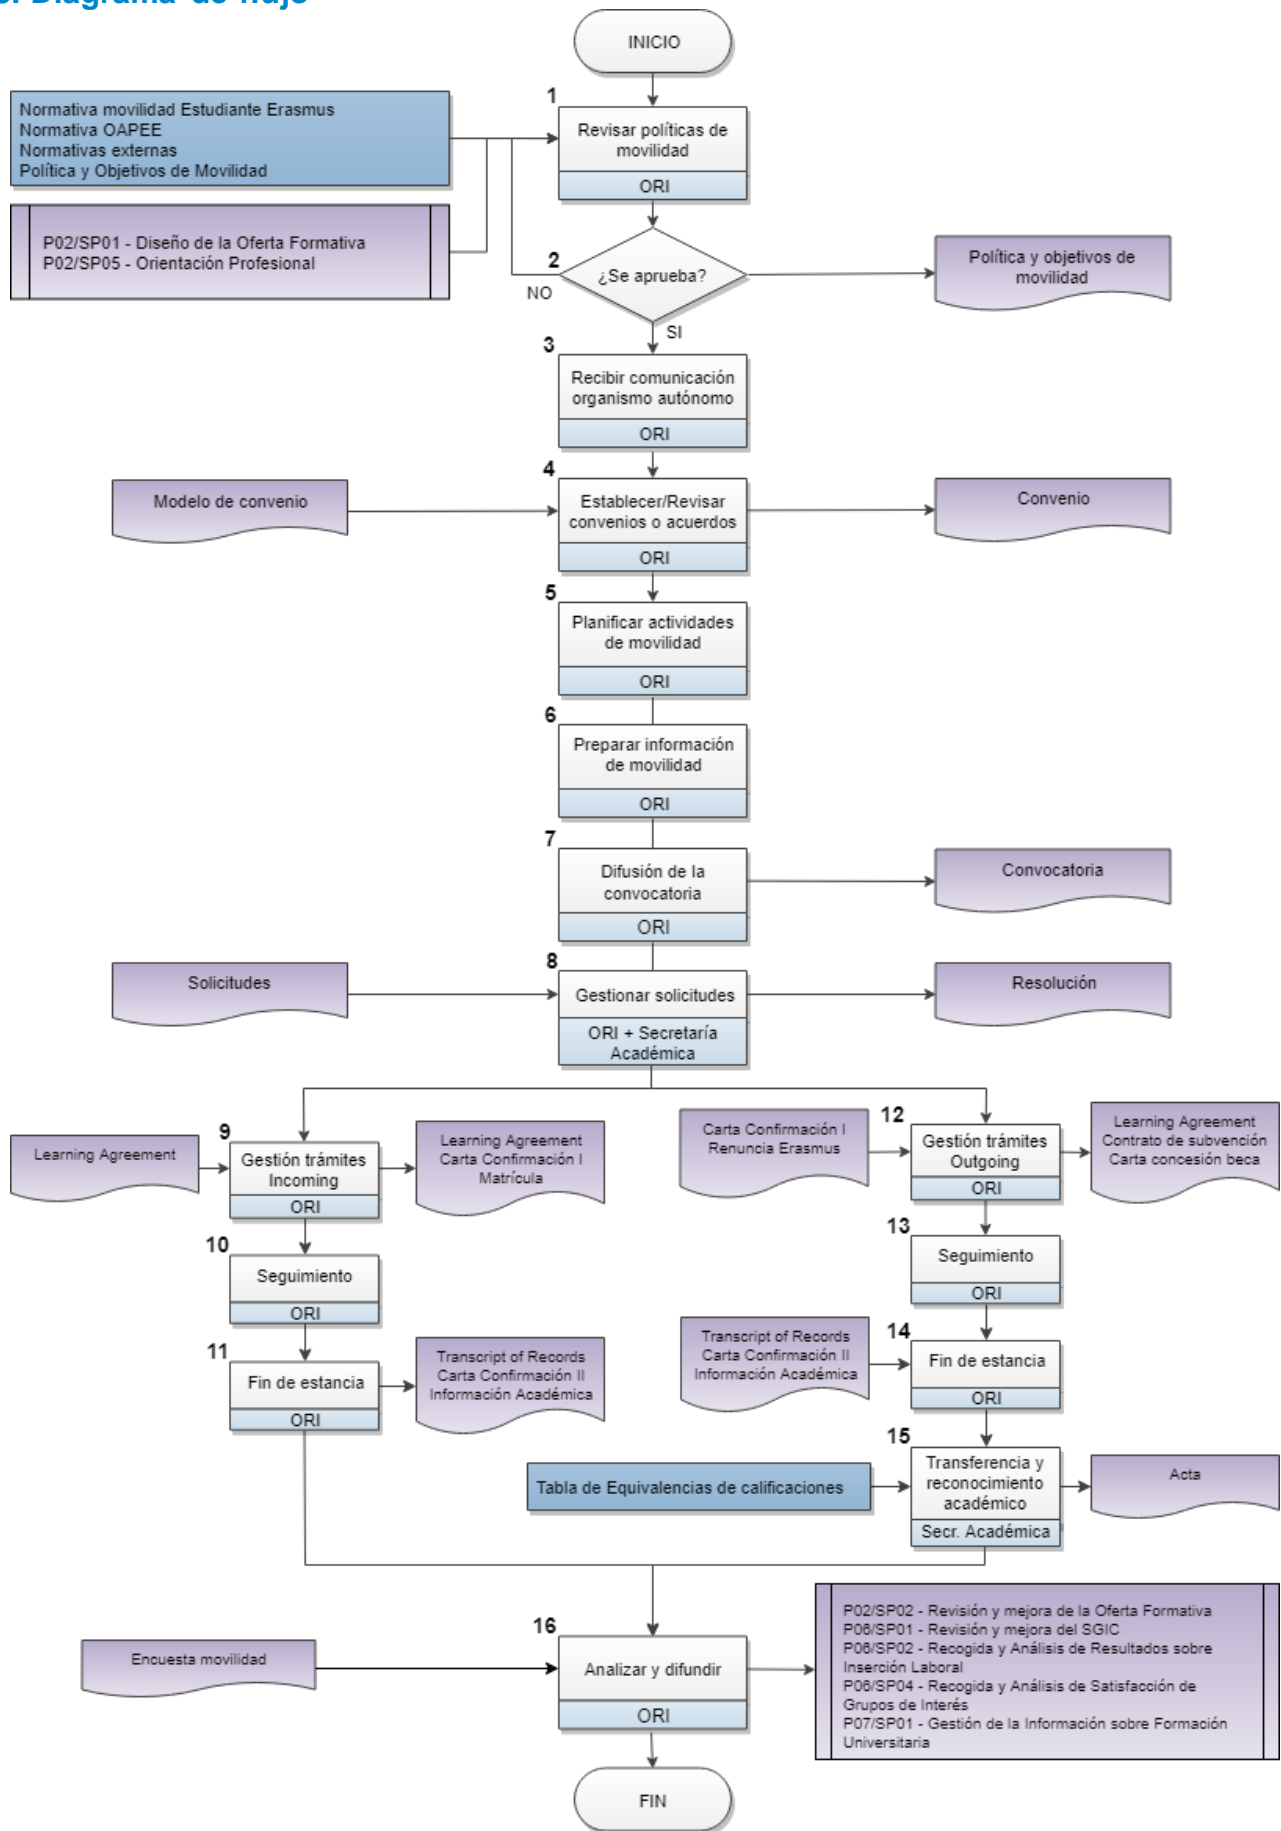 Diagrama de flujo
INICIO
1
Normativa movilidad Estudiante Erasmus
Normativa OAPEE
Normativas externas
Política y Objetivos de Movilidad
Revisar políticas de
movilidad
ORI
P02/SP01 - Diseño de la Oferta Formativa
P02/SP05 - Orientación Profesional
2
¿Se aprueba?
NO
SI
Política y objetivos de
movilidad
3
Recibir comunicación
organismo autónomo
ORI
4
Modelo de convenio
Establecer/Revisar
convenios o acuerdos
ORI
Convenio
5
Planificar actividades
de movilidad
ORI
6
Preparar información
de movilidad
ORI
7
Difusión de la
convocatoria
ORI
Convocatoria
8
Solicitudes
Gestionar solicitudes
ORI + Secretaría
Académica
Resolución
9
Learning Agreement
Gestión trámites
Incoming
ORI
Learning Agreement
Carta Confirmación I
Matrícula
10
Seguimiento
ORI
11
Fin de estancia
ORI
Transcript of Records
Carta Confirmación II
Información Académica
12
Carta Confirmación I
Renuncia Erasmus
Gestión trámites
Outgoing
ORI
Learning Agreement
Contrato de subvención
Carta concesión beca
13
Seguimiento
ORI
14
Transcript of Records
Carta Confirmación II
Información Académica
Fin de estancia
ORI
15
Tabla de Equivalencias de calificaciones
Transferencia y
reconocimiento
académico
Secr. Académica
Acta
16
Encuesta movilidad
Analizar y difundir
ORI
P02/SP02 - Revisión y mejora de la Oferta Formativa
P06/SP01 - Revisión y mejora del SGIC
P06/SP02 - Recogida y Análisis de Resultados sobre
Inserción Laboral
P06/SP04 - Recogida y Análisis de Satisfacción de
Grupos de Interés
P07/SP01 - Gestión de la Información sobre Formación
Universitaria
FIN